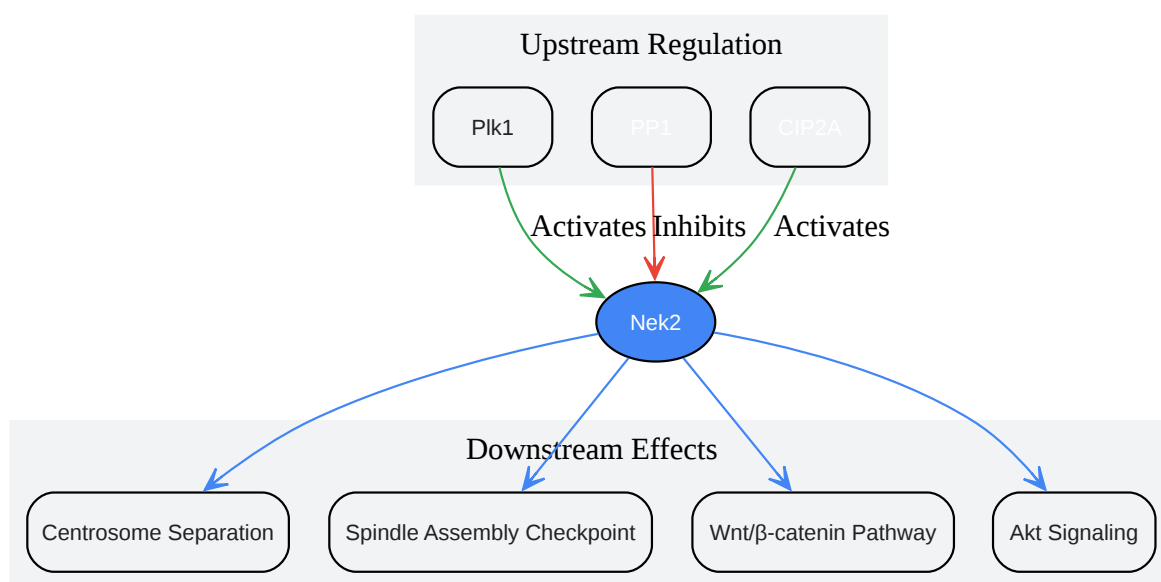 Upstream Regulation
Plk1
PP1
CIP2A
Activates
Inhibits
Activates
Nek2
Downstream Effects
Centrosome Separation
Spindle Assembly Checkpoint
Wnt/β-catenin Pathway
Akt Signaling